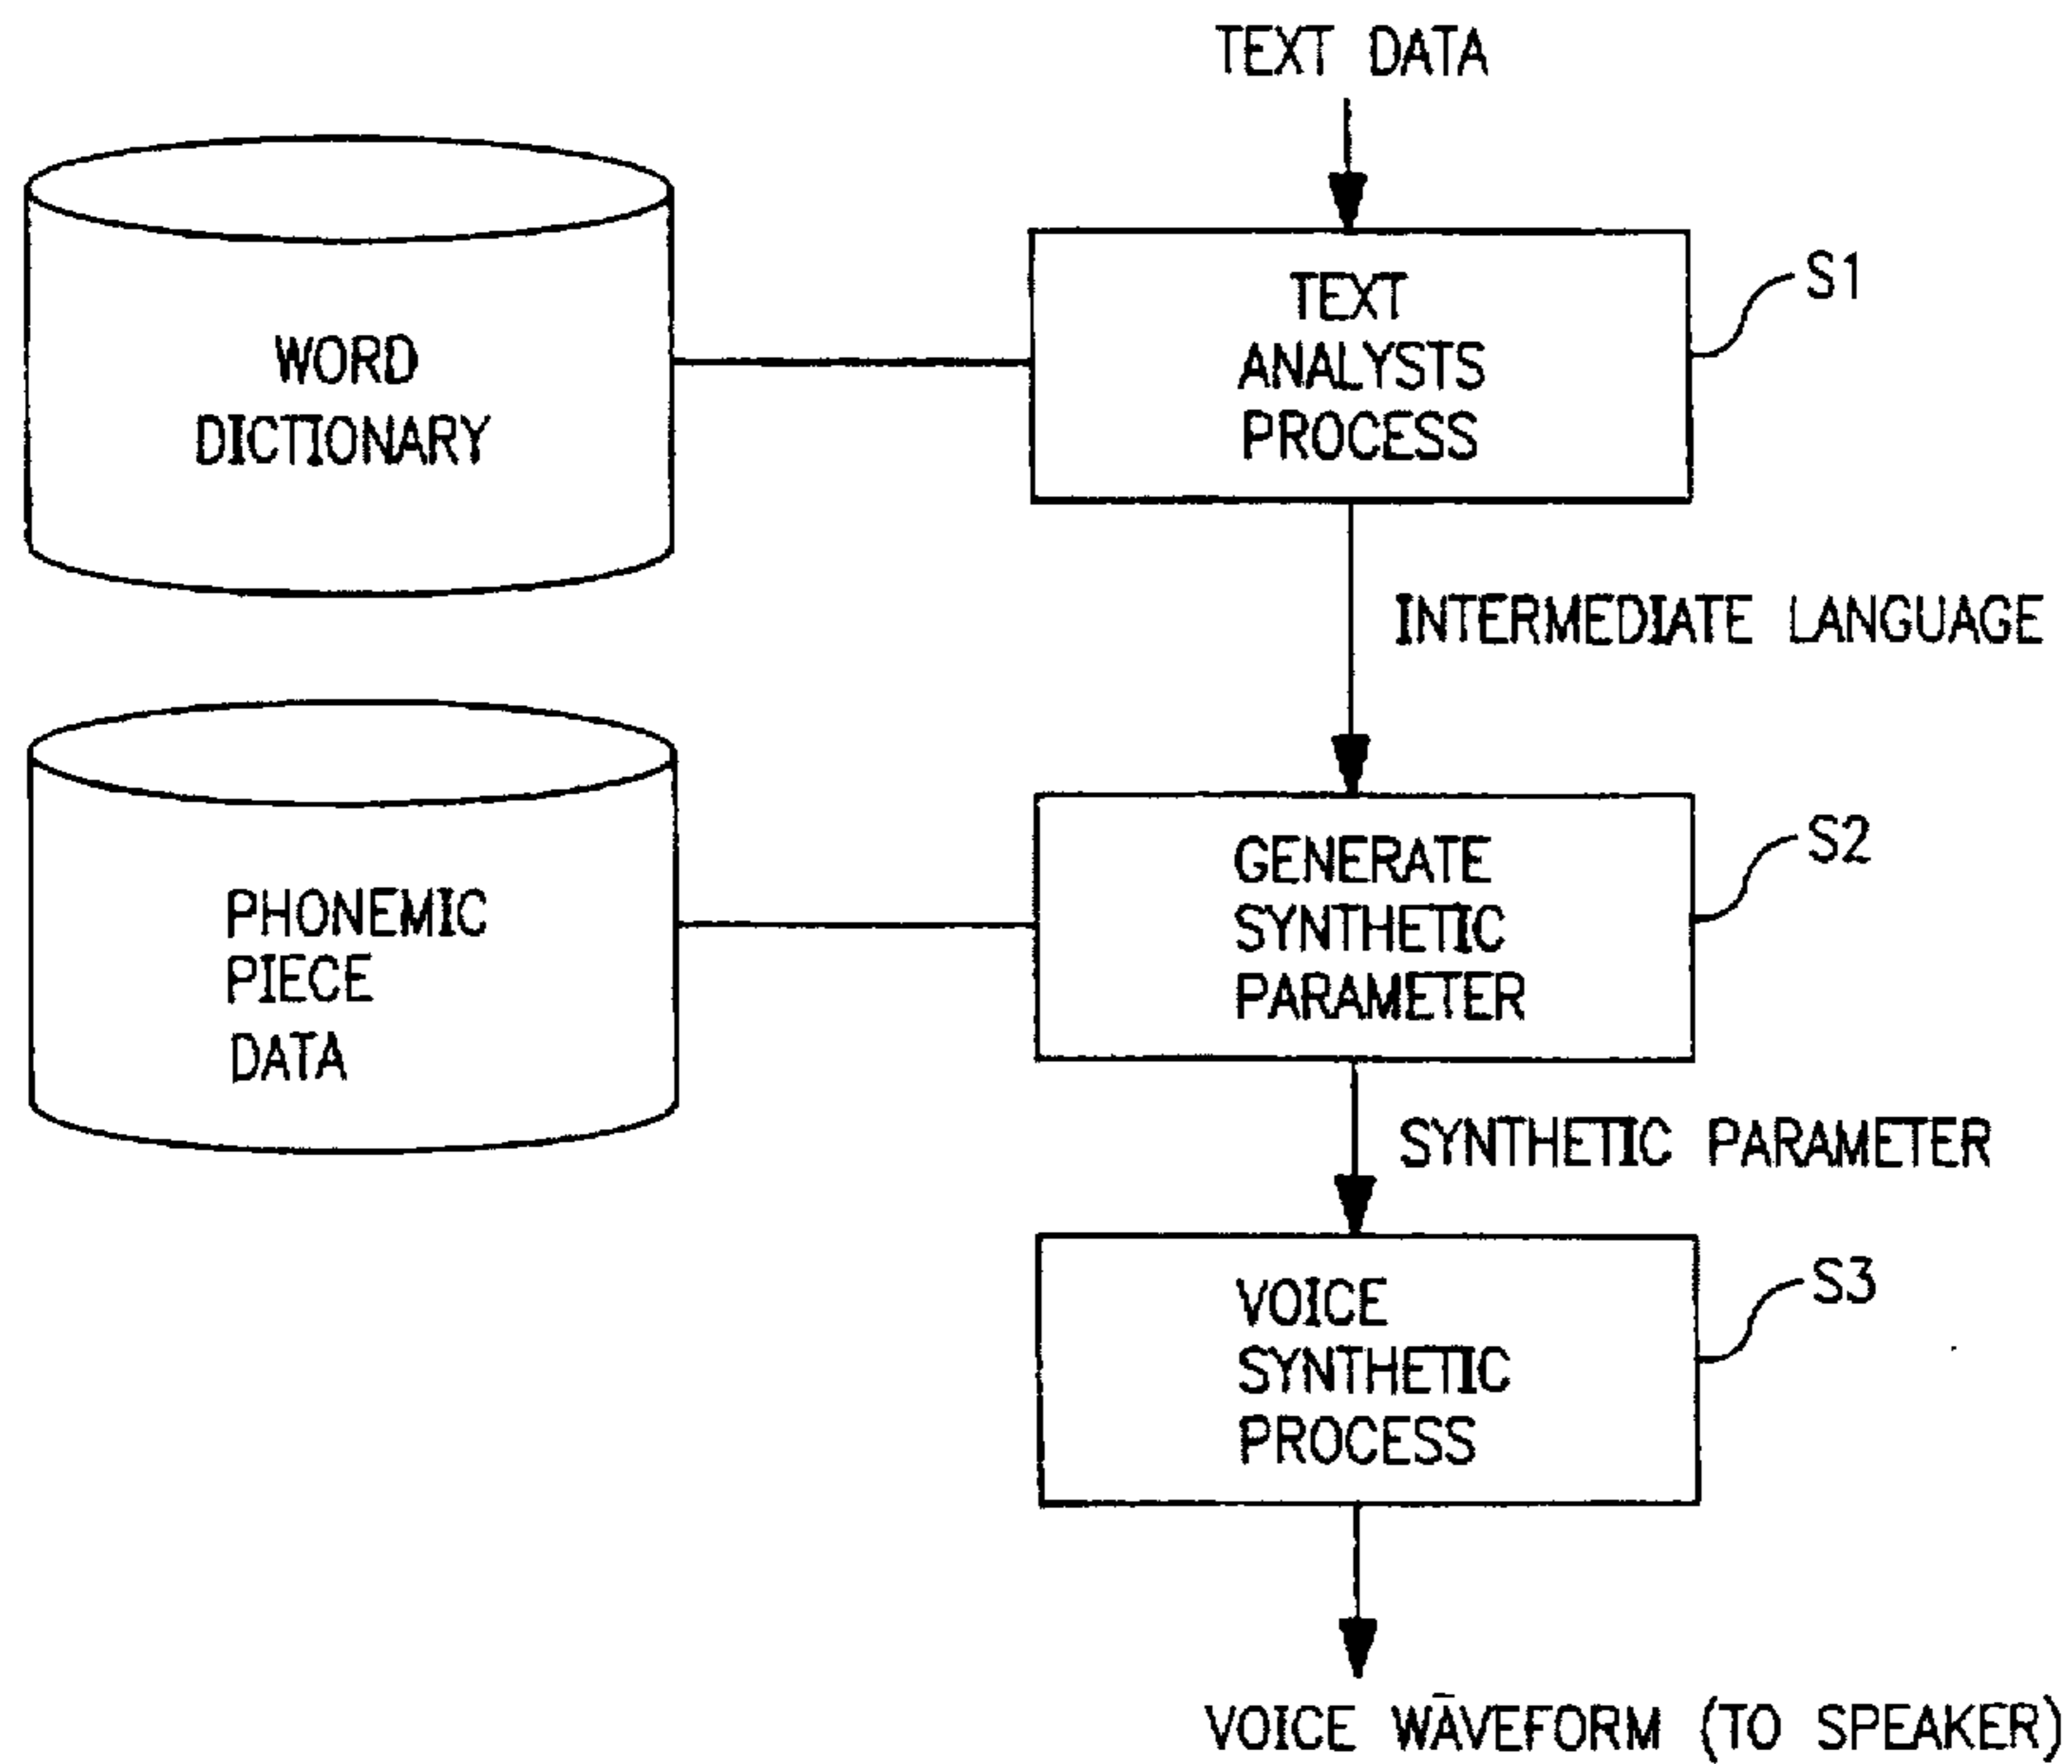 TEXT DATA
WORD
DICTIONARY
TEXT
ANALYSTS
PROCESS
S1
INTERMEDIATE LANGUAGE
PHONEMIC
PIECE
DATA
GENERATE
SYNTHETIC
PARAMETER
S2
SYNTHETIC PARAMETER
VOICE
SYNTHETIC
PROCESS
S3
VOICE WAVEFORM (TO SPEAKER)